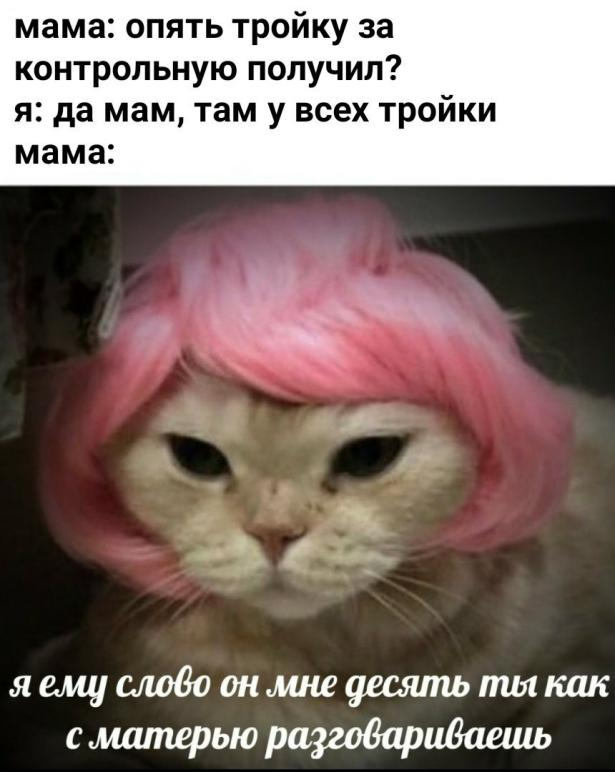 мама: опять тройку за
контрольную получил?
я: да мам, там у всех тройки
мама:
я ему слово он мне десять ты как
с матерью разговариваешь